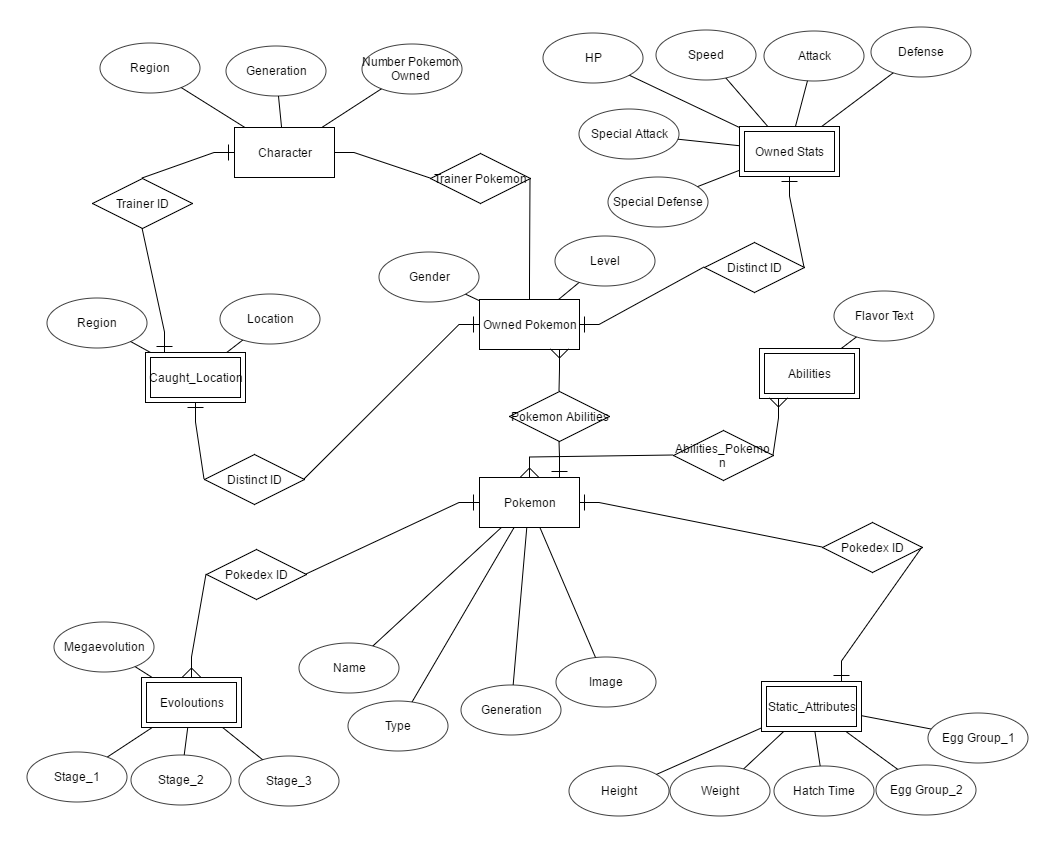 Region
Generation
Number Pokemon
Owned
HP
Speed
Attack
Defense
Special Attack
Character
Owned Stats
Trainer Pokemon
Trainer ID
Special Defense
Gender
Level
Distinct ID
Region
Location
Owned Pokemon
Flavor Text
Caught_Location
Abilities
Pokemon Abilities
Abilities_Pokemo
n
Distinct ID
Pokemon
Pokedex ID
Pokedex ID
Megaevolution
Name
Image
Evoloutions
Type
Generation
Static_Attributes
Egg Group_1
Stage_1
Stage_2
Stage_3
Height
Weight
Hatch Time
Egg Group_2